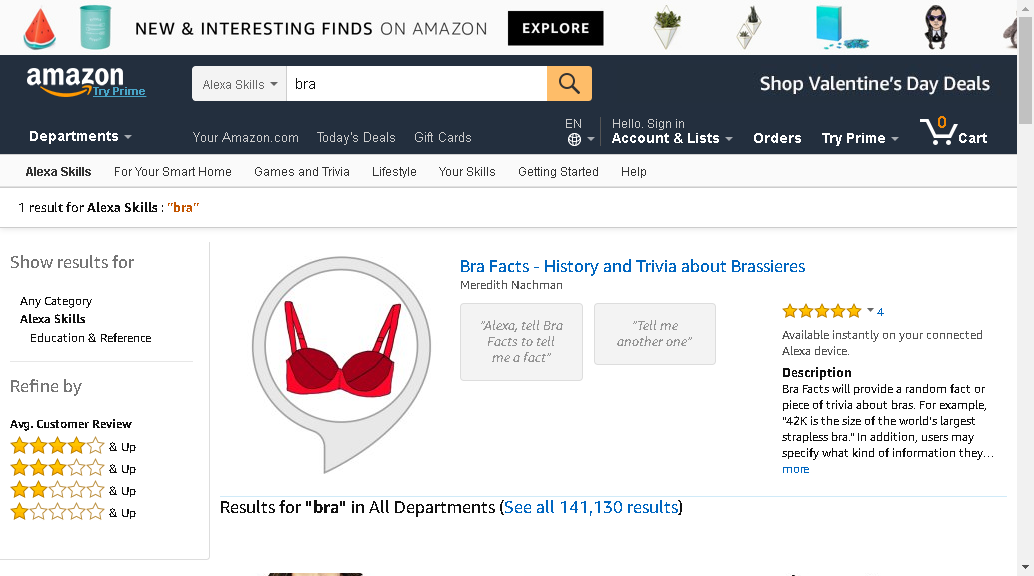 NEW & INTERESTING FINDS ON AMAZON EXPLORE
amazon
Try Prime
Alexa Skills
bra
Shop Valentine's Day Deals
Departments
Your Amazon.com
Today's Deals
Gift Cards
EN
Hello. Sign in
Account & Lists
Orders
Try Prime
0
Cart
Alexa Skills
For Your Smart Home
Games and Trivia
Lifestyle
Your Skills
Getting Started
Help
1 result for Alexa Skills : "bra"
Show results for
Any Category
Alexa Skills
Education & Reference
Refine by
Avg. Customer Review
& Up
& Up
& Up
& Up
Bra Facts - History and Trivia about Brassieres
Meredith Nachman
"Alexa, tell Bra
Facts to tell
me a fact"
"Tell me
another one"
4
Available instantly on your connected
Alexa device.
Description
Bra Facts will provide a random fact or
piece of trivia about bras. For example,
"42K is the size of the world's largest
strapless bra." In addition, users may
specify what kind of information they…
more
Results for "bra" in All Departments (See all 141,130 results)